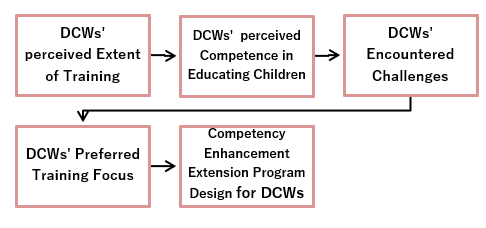 DCWs'
perceived Extent
of Training
DCWs' perceived
Competence in
Educating Children
DCWs'
Encountered
Challenges
DCWs' Preferred
Training Focus
Competency
Enhancement
Extension Program
Design for DCWs